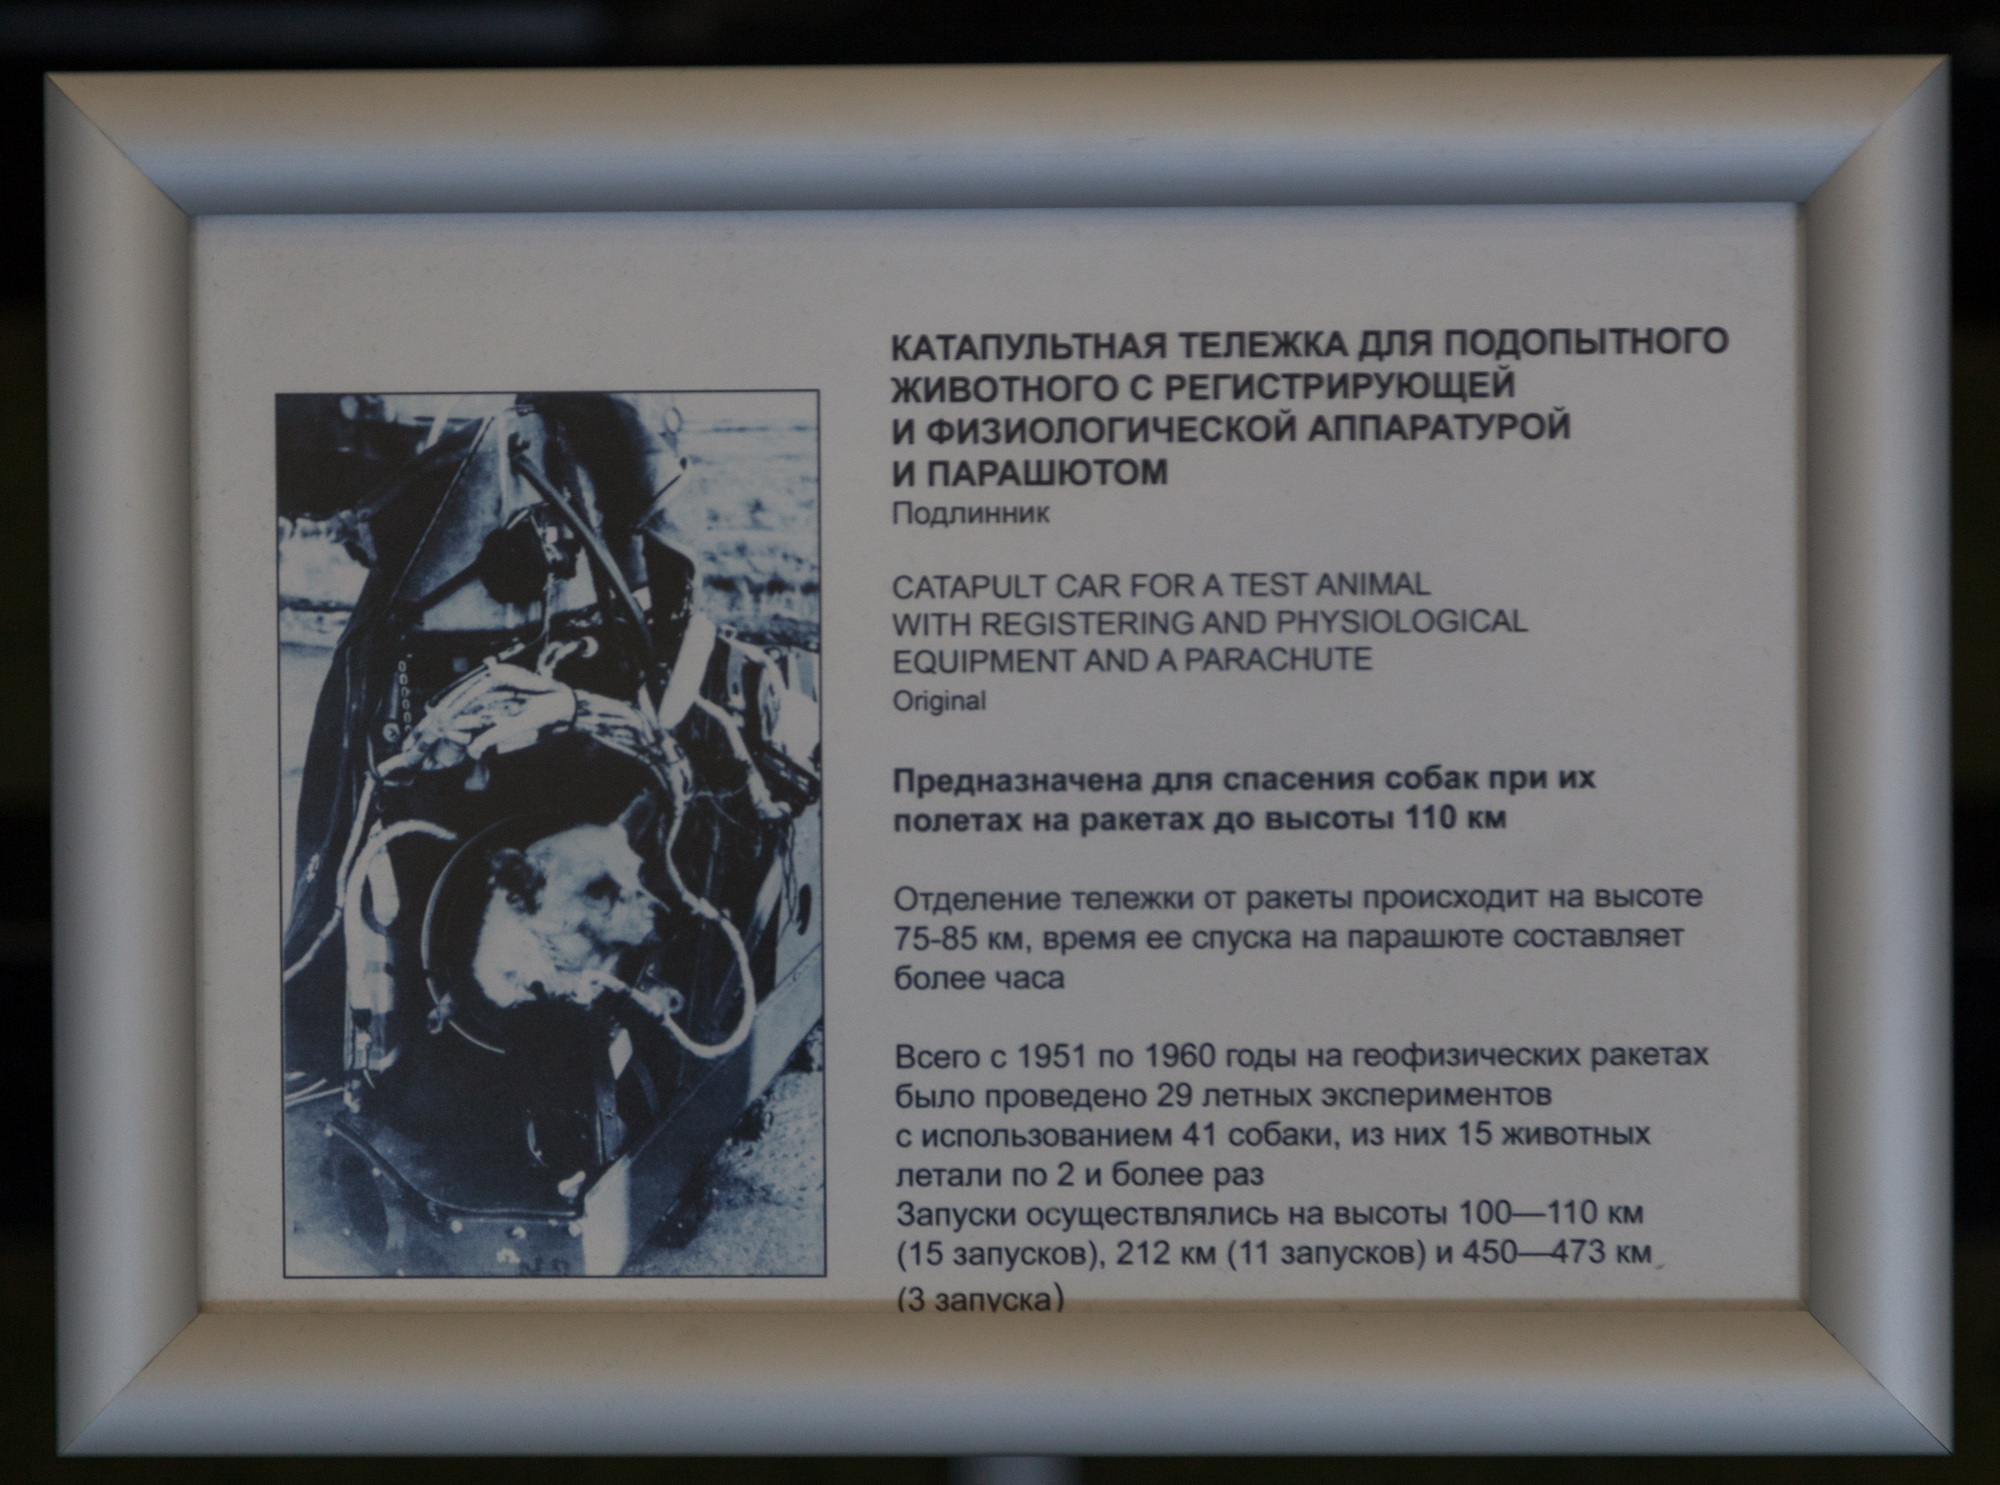 КАТАПУЛЬТНАЯ ТЕЛЕЖКА ДЛЯ ПОДОПЫТНОГО
ЖИВОТНОГО С РЕГИСТРИРУЮЩЕЙ
И ФИЗИОЛОГИЧЕСКОЙ АППАРАТУРОЙ
И ПАРАШЮТОМ
Подлинник
CATAPULT CAR FOR A TEST ANIMAL
WITH REGISTERING AND PHYSIOLOGICAL
EQUIPMENT AND A PARACHUTE
Original
Предназначена для спасения собак при их
полетах на ракетах до высоты 110 км
Отделение тележки от ракеты происходит на высоте
75-85 км, время ее спуска на парашюте составляет
более часа
Всего с 1951 по 1960 годы на геофизических ракетах
было проведено 29 летных экспериментов
с использованием 41 собаки, из них 15 животных
летали по 2 и более раз
Запуски осуществлялись на высоты 100—110 км
(15 запусков), 212 км (11 запусков) и 450—473 км
(3 запуска)